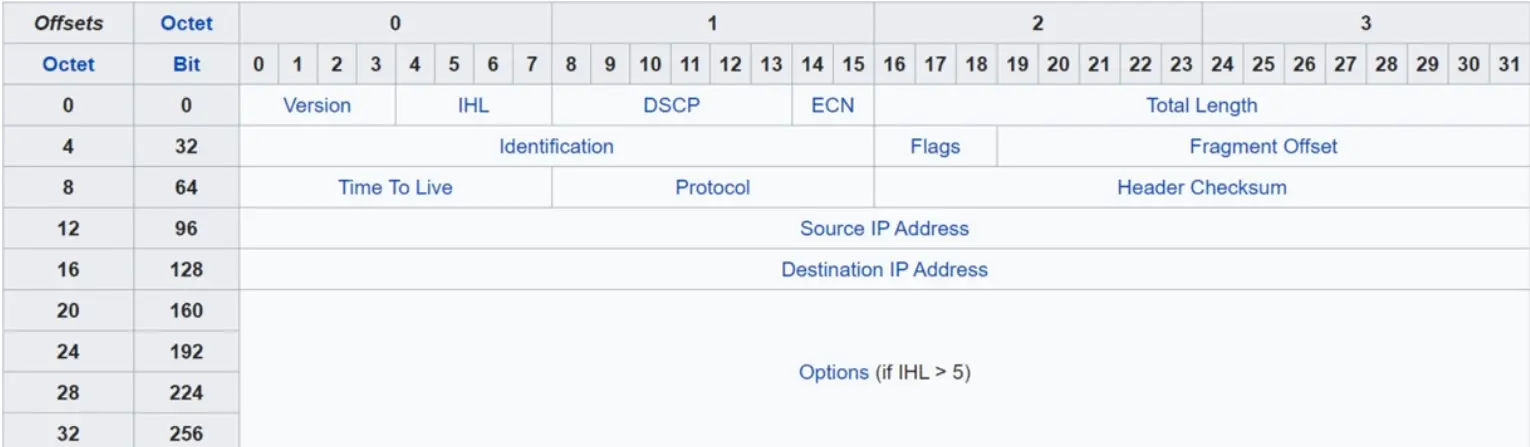 Offsets Octet 0 1 2 3
Octet Bit 0 1 2 3 4 5 6 7 8 9 10 11 12 13 14 15 16 17 18 19 20 21 22 23 24 25 26 27 28 29 30 31
0 0 Version IHL DSCP ECN Total Length
4 32 Identification Flags Fragment Offset
8 64 Time To Live Protocol Header Checksum
12 96 Source IP Address
16 128 Destination IP Address
20 160
24 192
Options (if IHL > 5)
28 224
32 256